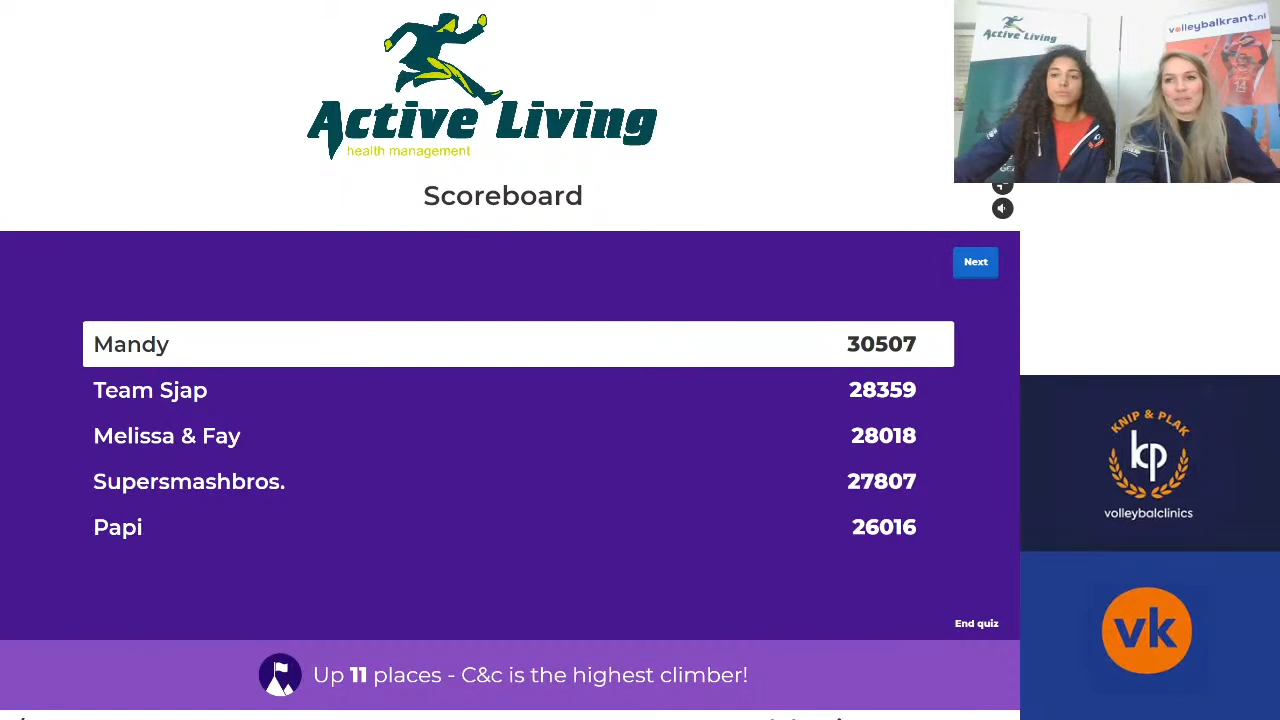 Active Living
health management
Scoreboard
Active Living
volleybalkrant.nl
14
Next
Mandy 30507
Team Sjap 28359
Melissa & Fay 28018
Supersmashbros. 27807
Papi 26016
End quiz
Up 11 places - C&c is the highest climber!
KNIP & PLAK
kp
volleybalclinics
vk